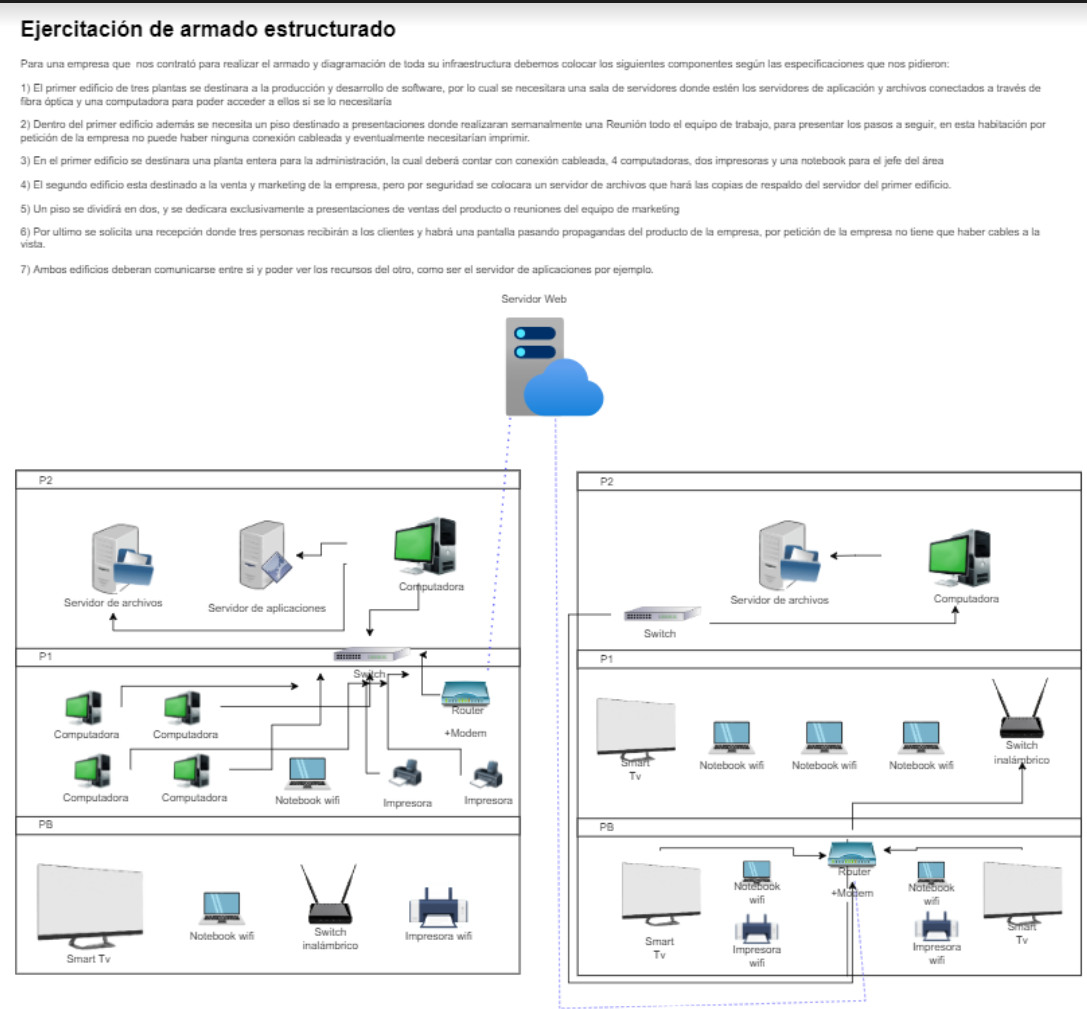 Ejercitación de armado estructurado
Para una empresa que nos contrató para realizar el armado y diagramación de toda su infraestructura debemos colocar los siguientes componentes según las especificaciones que nos pidieron:
1) El primer edificio de tres plantas se destinara a la producción y desarrollo de software, por lo cual se necesitara una sala de servidores donde estén los servidores de aplicación y archivos conectados a través de
fibra óptica y una computadora para poder acceder a ellos si se lo necesitaría
2) Dentro del primer edificio además se necesita un piso destinado a presentaciones donde realizaran semanalmente una Reunión todo el equipo de trabajo, para presentar los pasos a seguir, en esta habitación por
petición de la empresa no puede haber ninguna conexión cableada y eventualmente necesitarían imprimir.
3) En el primer edificio se destinara una planta entera para la administración, la cual deberá contar con conexión cableada, 4 computadoras, dos impresoras y una notebook para el jefe del área
4) El segundo edificio esta destinado a la venta y marketing de la empresa, pero por seguridad se colocara un servidor de archivos que hará las copias de respaldo del servidor del primer edificio.
5) Un piso se dividirá en dos, y se dedicara exclusivamente a presentaciones de ventas del producto o reuniones del equipo de marketing
6) Por ultimo se solicita una recepción donde tres personas recibirán a los clientes y habrá una pantalla pasando propagandas del producto de la empresa, por petición de la empresa no tiene que haber cables a la
vista.
7) Ambos edificios deberan comunicarse entre si y poder ver los recursos del otro, como ser el servidor de aplicaciones por ejemplo.
Servidor Web
P2
Servidor de archivos
Servidor de aplicaciones
Computadora
P1
Switch
Computadora
Computadora
Router
+Modem
Computadora
Computadora
Notebook wifi
Impresora
Impresora
PB
Smart Tv
Notebook wifi
Switch
inalámbrico
Impresora wifi
P2
Servidor de archivos
Computadora
Switch
P1
Smart
Tv
Notebook wifi
Notebook wifi
Notebook wifi
Switch
inalámbrico
PB
Smart
Tv
Notebook
wifi
Impresora
wifi
Router
+Modem
Notebook
wifi
Impresora
wifi
Smart
Tv